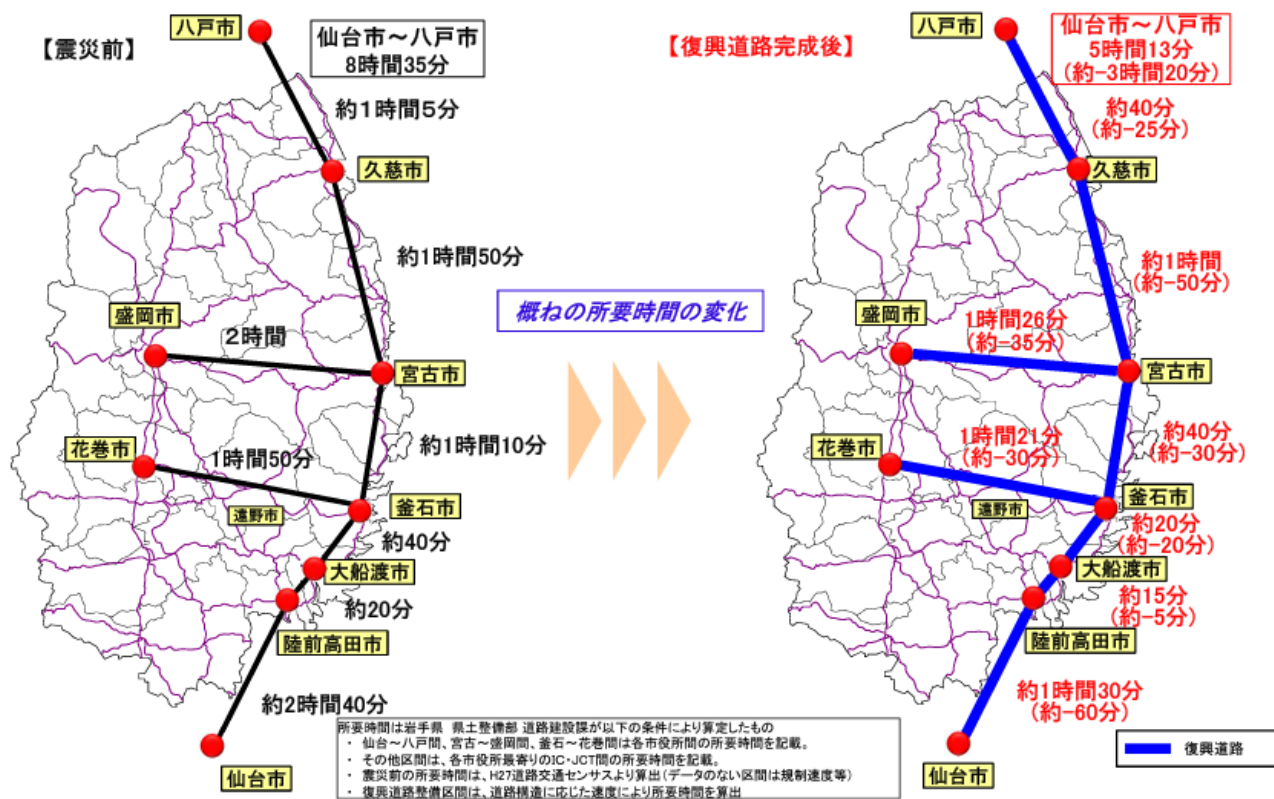 【震災前】
八戸市
仙台市～八戸市
8時間35分
約1時間5分
久慈市
約1時間50分
盛岡市
2時間
宮古市
花巻市
1時間50分
約1時間10分
遠野市
釜石市
約40分
大船渡市
約20分
陸前高田市
約2時間40分
仙台市
概ねの所要時間の変化
【復興道路完成後】
八戸市
仙台市～八戸市
5時間13分
(約-3時間20分)
約40分
(約-25分)
久慈市
約1時間
(約-50分)
盛岡市
1時間26分
(約-35分)
宮古市
花巻市
1時間21分
(約-30分)
約40分
(約-30分)
遠野市
釜石市
約20分
(約-20分)
大船渡市
約15分
(約-5分)
陸前高田市
約1時間30分
(約-60分)
仙台市
復興道路
所要時間は岩手県 県土整備部 道路建設課が以下の条件により算定したもの
・ 仙台～八戸間、宮古～盛岡間、釜石～花巻間は各市役所間の所要時間を記載。
・ その他区間は、各市役所最寄りのIC・JCT間の所要時間を記載。
・ 震災前の所要時間は、H27道路交通センサスより算出(データのない区間は規制速度等)
・ 復興道路整備区間は、道路構造に応じた速度により所要時間を算出